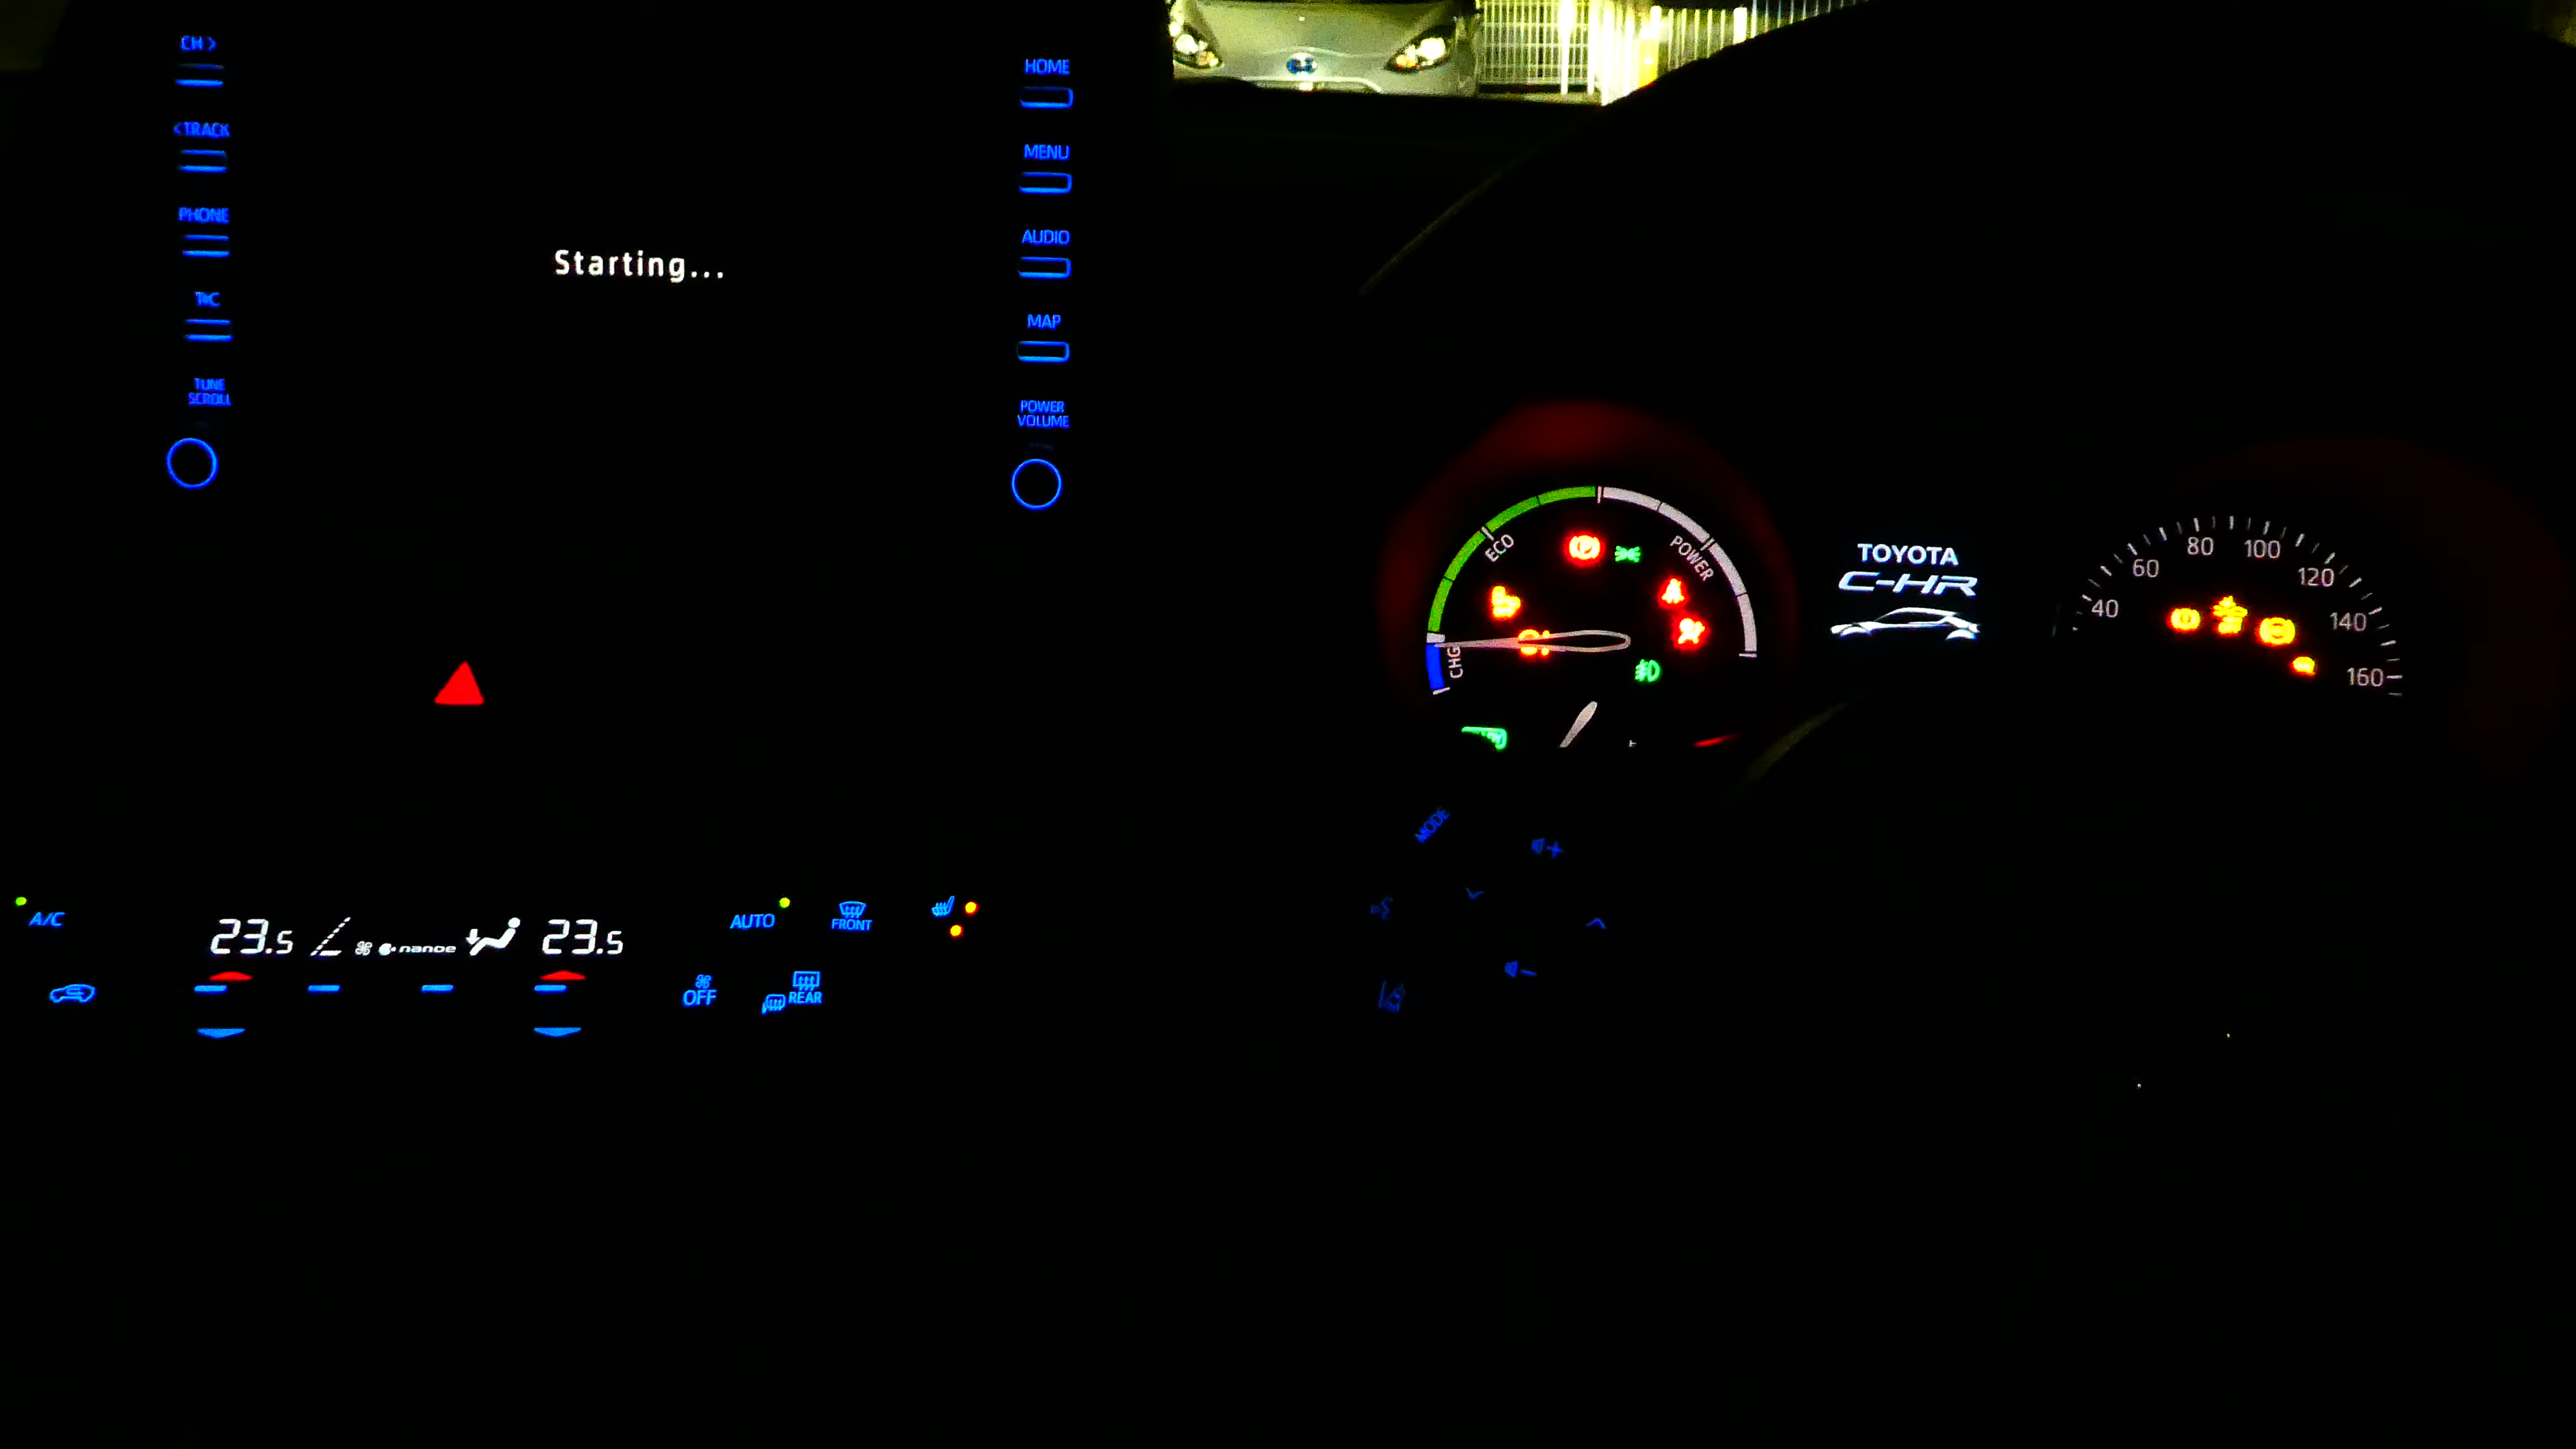 CH >
< TRACK
PHONE
TUNE
SCROLL
Starting...
HOME
MENU
AUDIO
MAP
POWER
VOLUME
ECO
POWER
CHG
TOYOTA
C-HR
40
60
80
100
120
140
160
MODE
A/C
23.5
nanoe
23.5
AUTO
FRONT
OFF
REAR